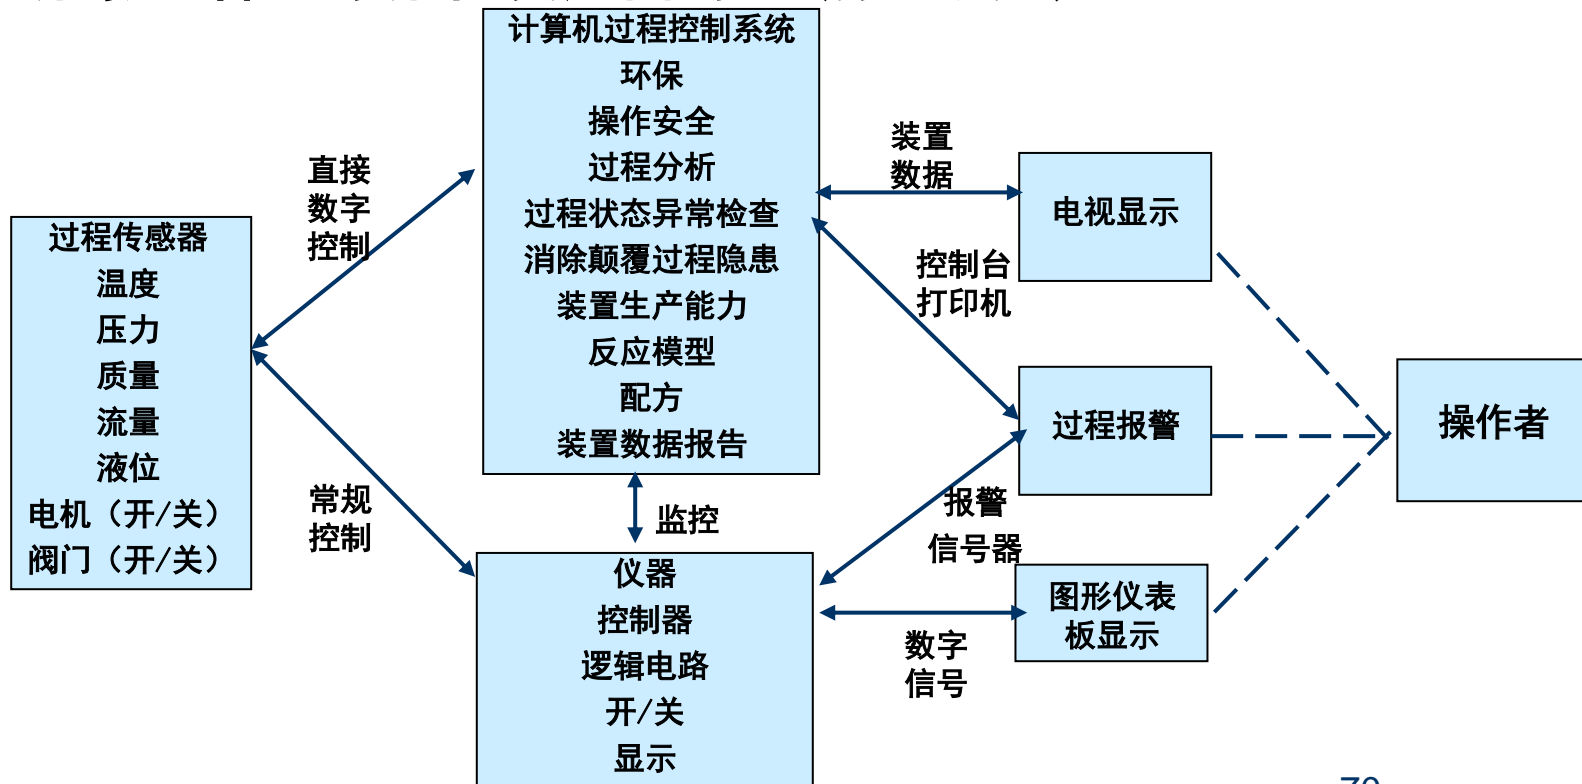 计算机过程控制系统
环保
操作安全
过程分析
过程状态异常检查
消除颠覆过程隐患
装置生产能力
反应模型
配方
装置数据报告
直接
数字
控制
过程传感器
温度
压力
质量
流量
液位
电机（开/关）
阀门（开/关）
常规
控制
监控
仪器
控制器
逻辑电路
开/关
显示
装置
数据
电视显示
控制台
打印机
过程报警
报警
信号器
图形仪表
板显示
数字
信号
操作者